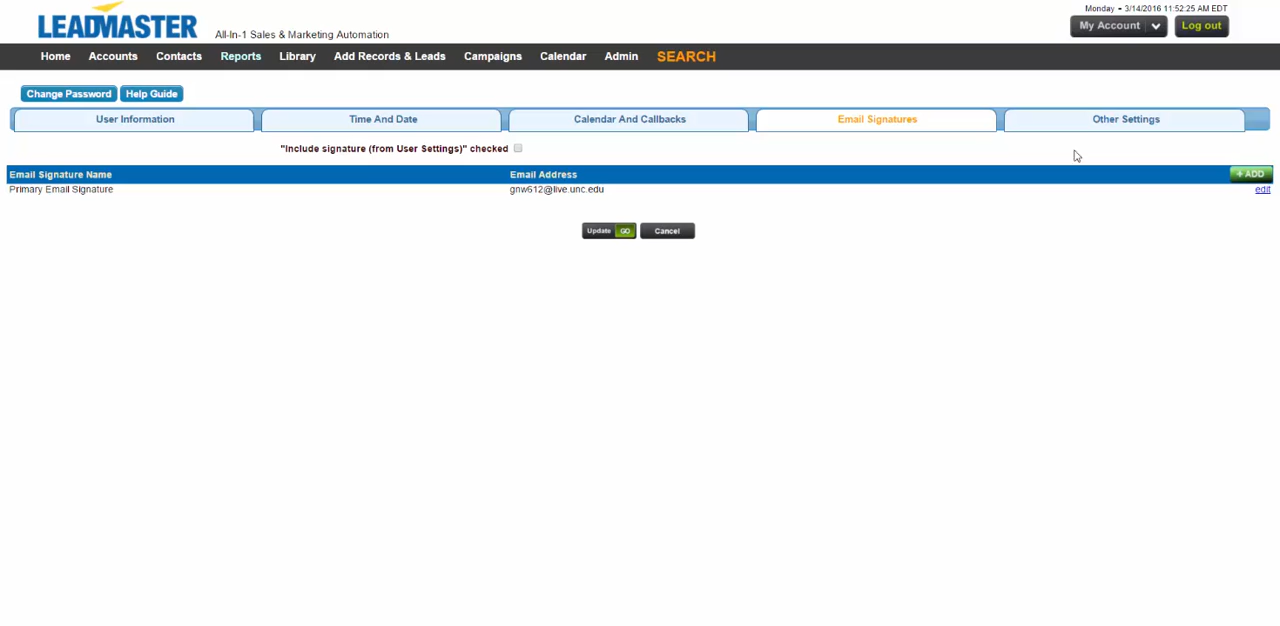 Monday - 3/14/2016 11:52:25 AM EDT
LEADMASTER All-In-1 Sales & Marketing Automation
My Account Log out
Home Accounts Contacts Reports Library Add Records & Leads Campaigns Calendar Admin SEARCH
Change Password Help Guide
User Information Time And Date Calendar And Callbacks Email Signatures Other Settings
"Include signature (from User Settings)" checked
Email Signature Name Email Address + ADD
Primary Email Signature gnw612@live.unc.edu edit
Update GO Cancel